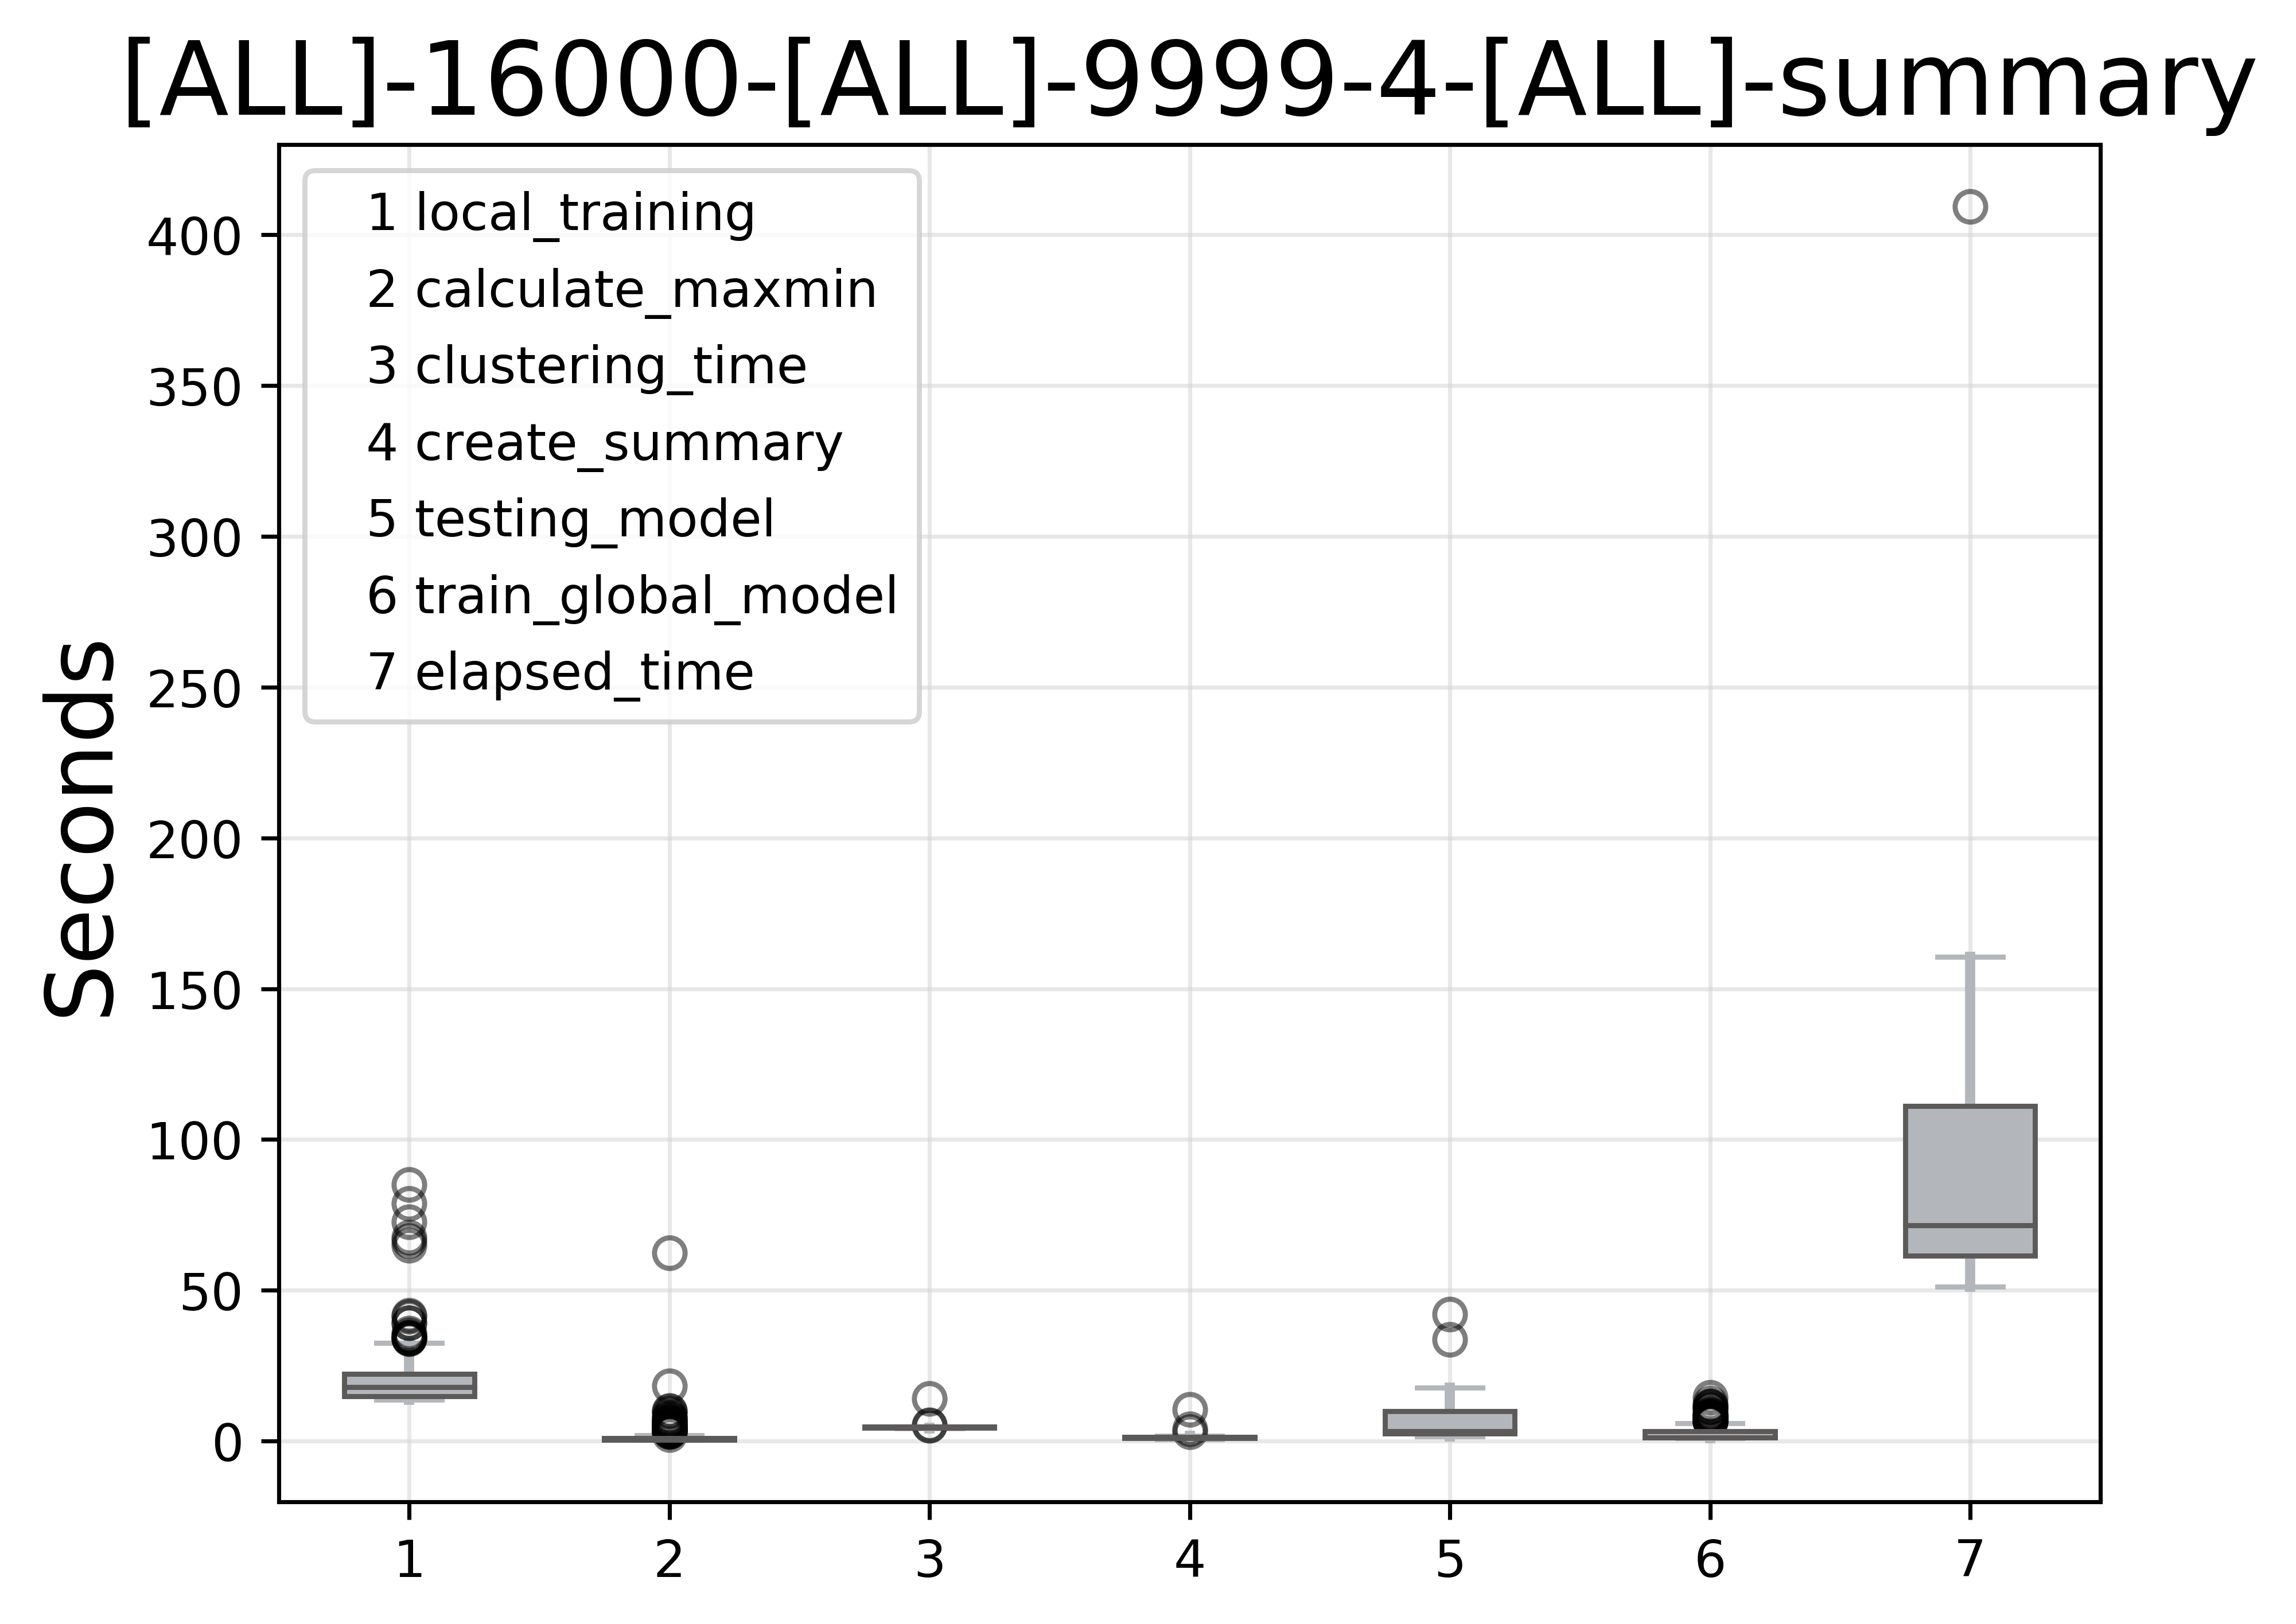 [ALL]-16000-[ALL]-9999-4-[ALL]-summary
Seconds
400
350
300
250
200
150
100
50
0
1 local_training
2 calculate_maxmin
3 clustering_time
4 create_summary
5 testing_model
6 train_global_model
7 elapsed_time
1 2 3 4 5 6 7